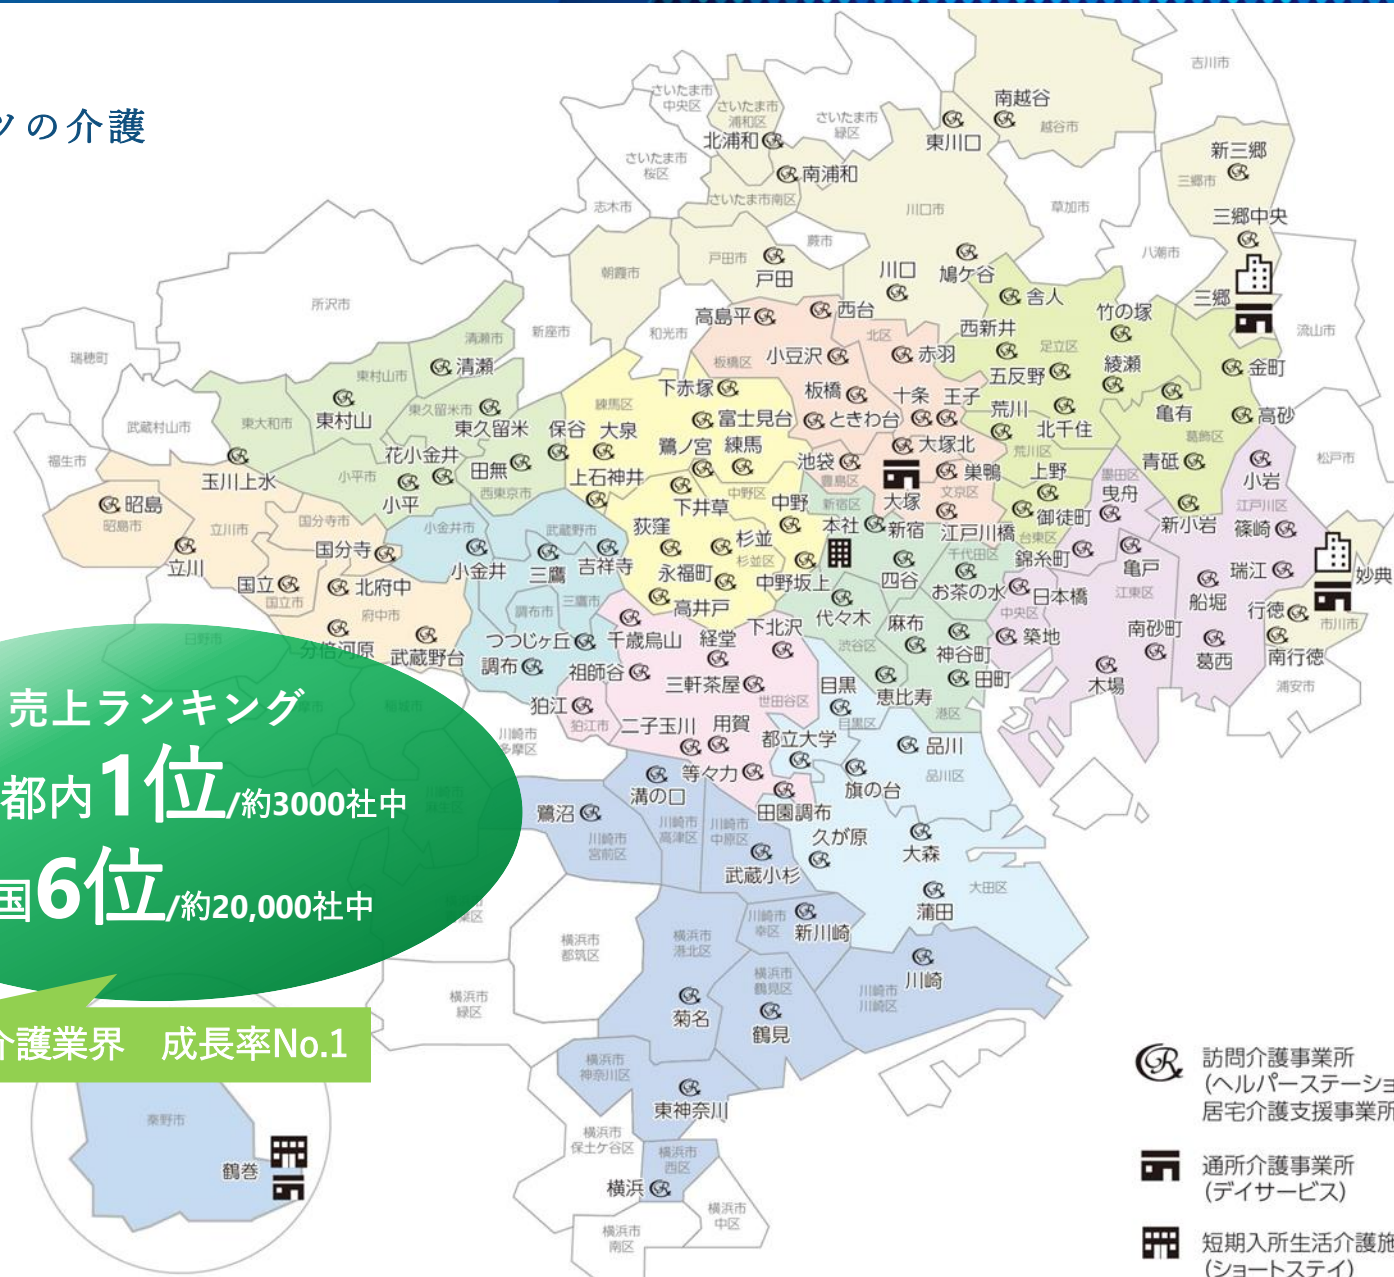 ツの介護
吉川市
さいたま市
中央区
さいたま市
浦和区
北浦和
さいたま市
緑区
東川口
南越谷
越谷市
新三郷
三郷市
さいたま市
桜区
南浦和
さいたま市南区
志木市
川口市
草加市
三郷中央
蕨市
八潮市
朝霞市
戸田市
戸田
川口
鳩ケ谷
舎人
三郷
所沢市
新座市
和光市
高島平
西台
北区
西新井
竹の塚
流山市
瑞穂町
清瀬市
清瀬
板橋区
小豆沢
赤羽
足立区
五反野
綾瀬
金町
東村山市
東村山
東久留米市
東久留米
下赤塚
練馬区
板橋
十条
王子
荒川
亀有
高砂
武蔵村山市
東大和市
保谷
大泉
富士見台
ときわ台
北千住
葛飾区
福生市
玉川上水
花小金井
田無
鷺ノ宮
練馬
大塚北
荒川区
松戸市
小平市
小平
西東京市
上石神井
池袋
豊島区
巣鴨
上野
墨田区
青砥
小岩
昭島
昭島市
立川市
国分寺市
下井草
中野区
中野
新宿区
大塚
文京区
御徒町
曳舟
新小岩
江戸川区
篠崎
小金井市
武蔵野市
荻窪
杉並
本社
新宿
江戸川橋
台東区
立川
国分寺
小金井
三鷹
吉祥寺
杉並区
千代田区
錦糸町
亀戸
瑞江
妙典
国立
国立市
北府中
永福町
中野坂上
四谷
お茶の水
日本橋
江東区
船堀
行徳
府中市
調布市
三鷹市
高井戸
代々木
中央区
市川市
日野市
分倍河原
武蔵野台
つつじヶ丘
千歳烏山
経堂
下北沢
渋谷区
麻布
神谷町
築地
南砂町
葛西
南行徳
調布
祖師谷
三軒茶屋
目黒
恵比寿
田町
木場
浦安市
売上ランキング
狛江
狛江市
世田谷区
目黒区
港区
稲城市
川崎市
多摩区
二子玉川
用賀
都立大学
品川
都内1位/約3000社中
等々力
旗の台
品川区
溝の口
田園調布
鷺沼
川崎市
宮前区
川崎市
高津区
川崎市
中原区
久が原
大森
国6位/約20,000社中
武蔵小杉
大田区
蒲田
横浜市
都筑区
横浜市
港北区
川崎市
幸区
新川崎
川崎
横浜市
緑区
横浜市
鶴見区
川崎市
川崎区
介護業界　成長率No.1
菊名
鶴見
横浜市
神奈川区
東神奈川
秦野市
鶴巻
横浜市
保土ケ谷区
横浜市
西区
横浜
横浜市
中区
横浜市
南区
訪問介護事業所
(ヘルパーステーショ
居宅介護支援事業所
通所介護事業所
(デイサービス)
短期入所生活介護施
(ショートステイ)